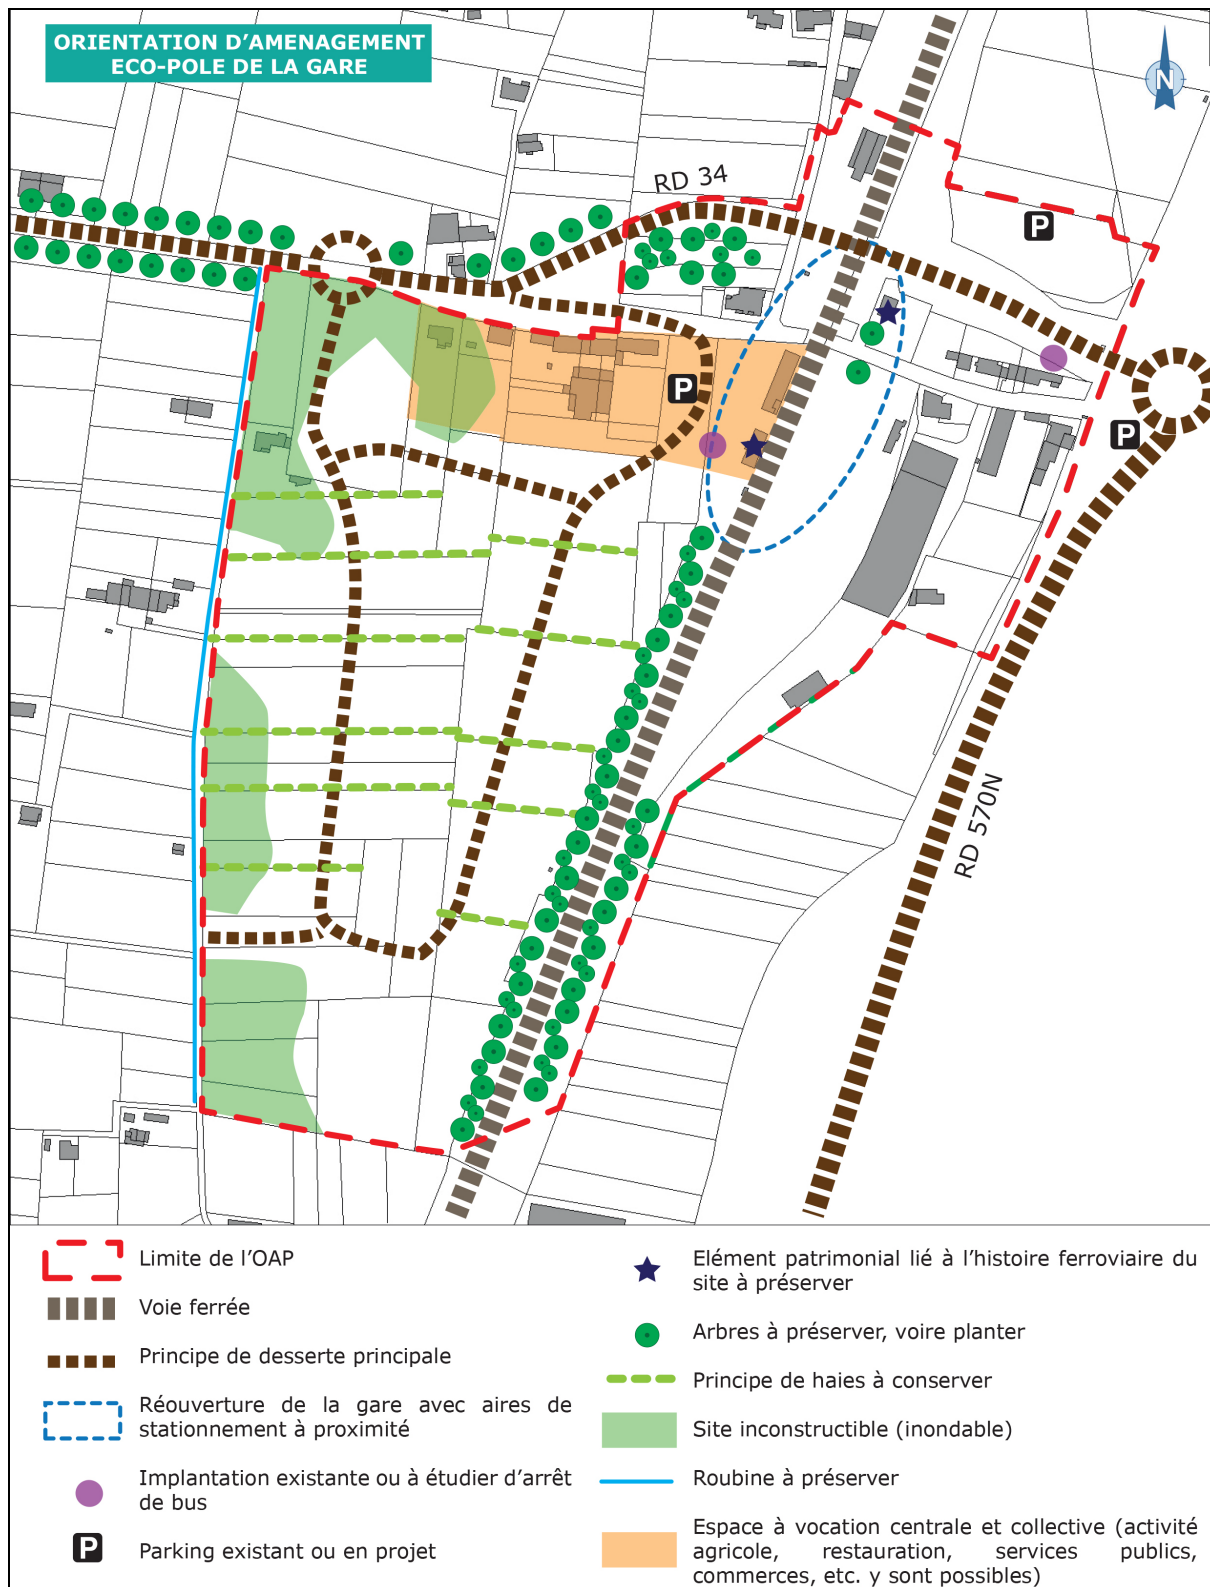 ORIENTATION D'AMENAGEMENT
ECO-POLE DE LA GARE
N
RD 34
P
P
P
RD 570N
Limite de l'OAP
Voie ferrée
Principe de desserte principale
Réouverture de la gare avec aires de
stationnement à proximité
Implantation existante ou à étudier d'arrêt
de bus
P
Parking existant ou en projet
Elément patrimonial lié à l'histoire ferroviaire du
site à préserver
Arbres à préserver, voire planter
Principe de haies à conserver
Site inconstructible (inondable)
Roubine à préserver
Espace à vocation centrale et collective (activité
agricole, restauration, services publics,
commerces, etc. y sont possibles)